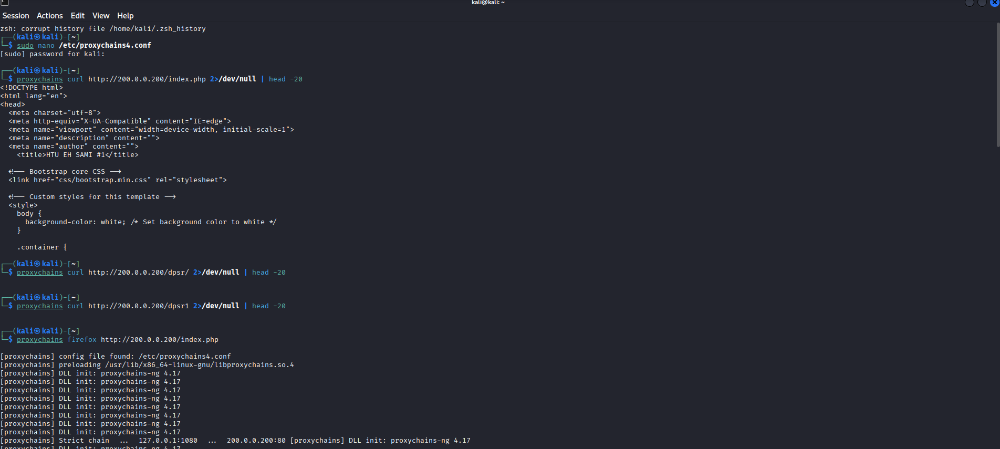 kali@kali: ~
Session Actions Edit View Help
zsh: corrupt history file /home/kali/.zsh_history
┌──(kali㉿kali)-[~]
└─$ sudo nano /etc/proxychains4.conf
[sudo] password for kali:
┌──(kali㉿kali)-[~]
└─$ proxychains curl http://200.0.0.200/index.php 2>/dev/null | head -20
<!DOCTYPE html>
<html lang="en">
<head>
  <meta charset="utf-8">
  <meta http-equiv="X-UA-Compatible" content="IE=edge">
  <meta name="viewport" content="width=device-width, initial-scale=1">
  <meta name="description" content="">
  <meta name="author" content="">
    <title>HTU EH SAMI #1</title>
  <!-- Bootstrap core CSS -->
  <link href="css/bootstrap.min.css" rel="stylesheet">
  <!-- Custom styles for this template -->
  <style>
    body {
      background-color: white; /* Set background color to white */
    }
    .container {
┌──(kali㉿kali)-[~]
└─$ proxychains curl http://200.0.0.200/dpsr/ 2>/dev/null | head -20
┌──(kali㉿kali)-[~]
└─$ proxychains curl http://200.0.0.200/dpsr1 2>/dev/null | head -20
┌──(kali㉿kali)-[~]
└─$ proxychains firefox http://200.0.0.200/index.php
[proxychains] config file found: /etc/proxychains4.conf
[proxychains] preloading /usr/lib/x86_64-linux-gnu/libproxychains.so.4
[proxychains] DLL init: proxychains-ng 4.17
[proxychains] DLL init: proxychains-ng 4.17
[proxychains] DLL init: proxychains-ng 4.17
[proxychains] DLL init: proxychains-ng 4.17
[proxychains] DLL init: proxychains-ng 4.17
[proxychains] DLL init: proxychains-ng 4.17
[proxychains] DLL init: proxychains-ng 4.17
[proxychains] DLL init: proxychains-ng 4.17
[proxychains] Strict chain  ...  127.0.0.1:1080  ...  200.0.0.200:80 [proxychains] DLL init: proxychains-ng 4.17
[proxychains] DLL init: proxychains-ng 4.17